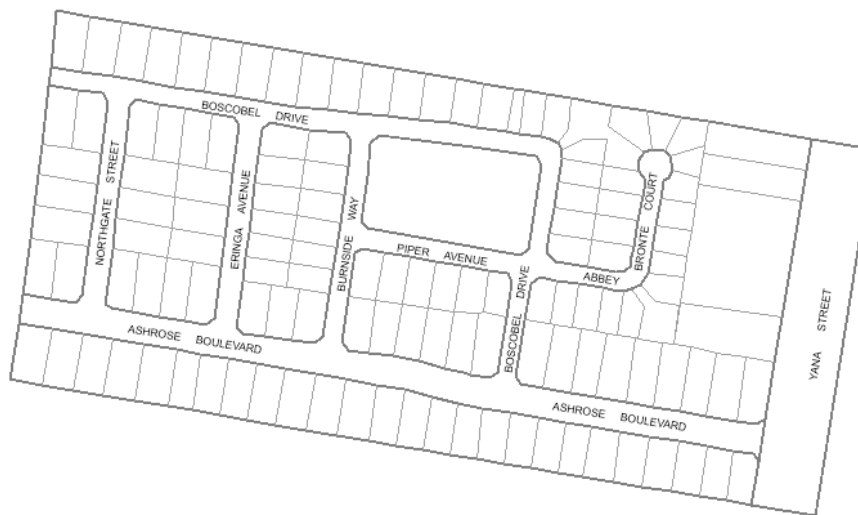 BOSCOBEL DRIVE
NORTHGATE STREET
ERINGA AVENUE
BURNSIDE WAY
PIPER AVENUE
BOSCOBEL DRIVE
ABBEY
BRONTE COURT
YANA STREET
ASHROSE BOULEVARD
ASHROSE BOULEVARD